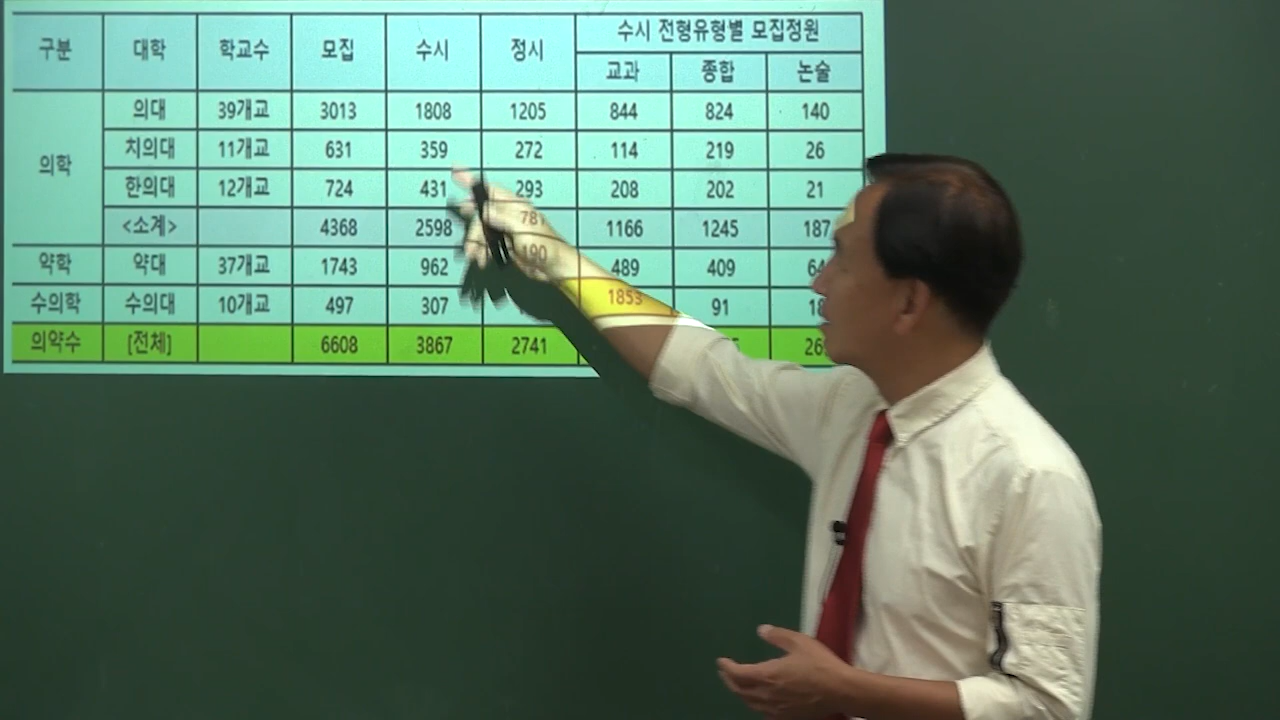 구분 대학 학교수 모집 수시 정시 수시 전형유형별 모집정원
교과 종합 논술
의학 의대 39개교 3013 1808 1205 844 824 140
치의대 11개교 631 359 272 114 219 26
한의대 12개교 724 431 293 208 202 21
<소계> 4368 2598 1166 1245 187
약학 약대 37개교 1743 962 489 409
수의학 수의대 10개교 497 307 91
의약수 [전체] 6608 3867 2741 1853